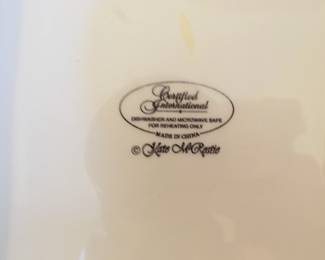 Certified
International
DISHWASHER AND MICROWAVE SAFE
FOR REHEATING ONLY
MADE IN CHINA
© Kate McRostie